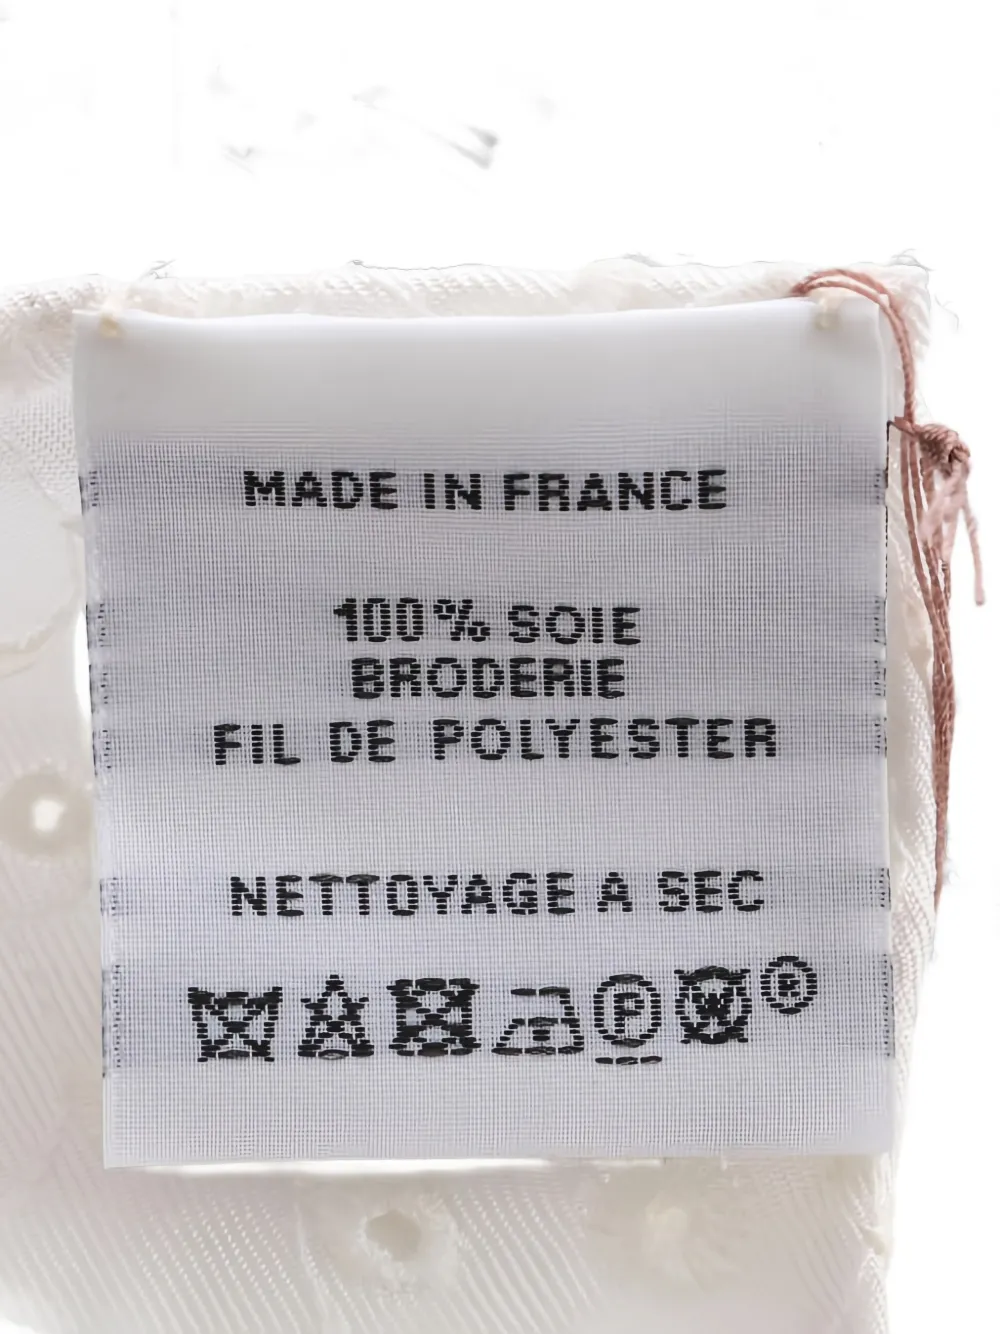 MADE IN FRANCE
100% SOIE
BRODERIE
FIL DE POLYESTER
NETTOYAGE A SEC
P W ®